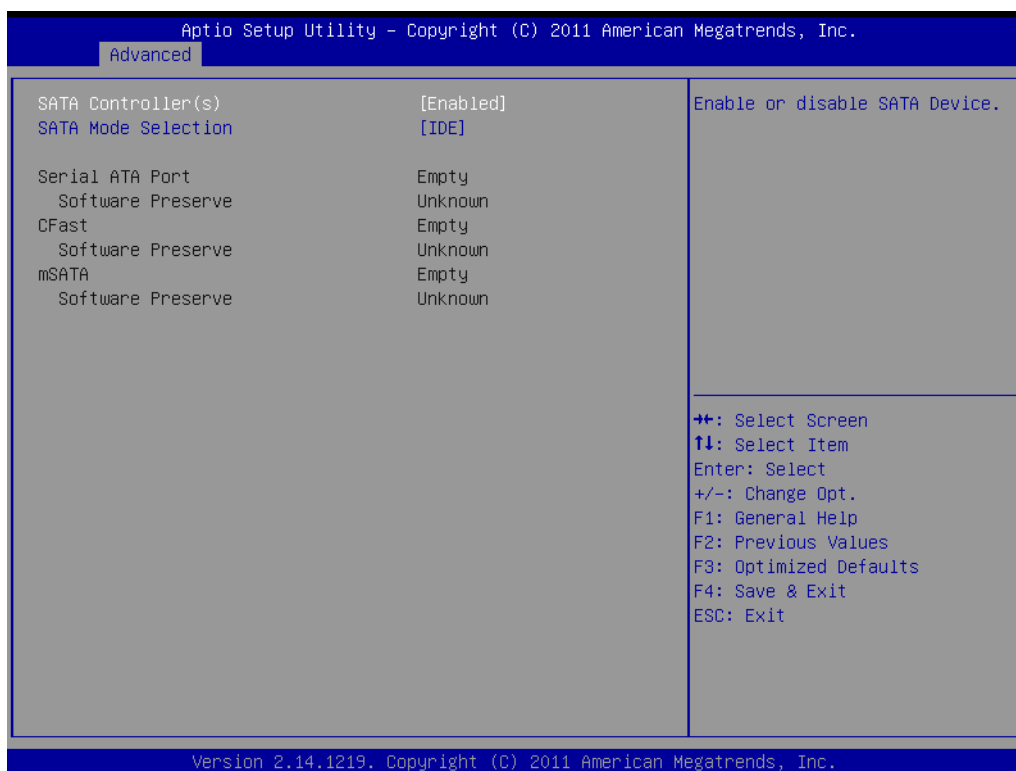 Aptio Setup Utility – Copyright (C) 2011 American Megatrends, Inc.
Advanced
SATA Controller(s) [Enabled]
SATA Mode Selection [IDE]
Serial ATA Port Empty
Software Preserve Unknown
CFast Empty
Software Preserve Unknown
mSATA Empty
Software Preserve Unknown
Enable or disable SATA Device.
→←: Select Screen
↑↓: Select Item
Enter: Select
+/-: Change Opt.
F1: General Help
F2: Previous Values
F3: Optimized Defaults
F4: Save & Exit
ESC: Exit
Version 2.14.1219. Copyright (C) 2011 American Megatrends, Inc.